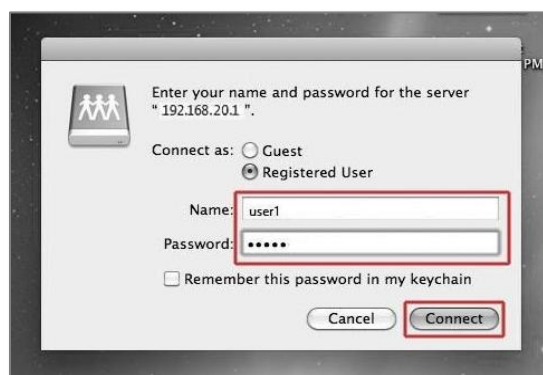 PM
Enter your name and password for the server
" 192.168.20.1 ".
Connect as: Guest
Registered User
Name: user1
Password: •••••
Remember this password in my keychain
Cancel Connect